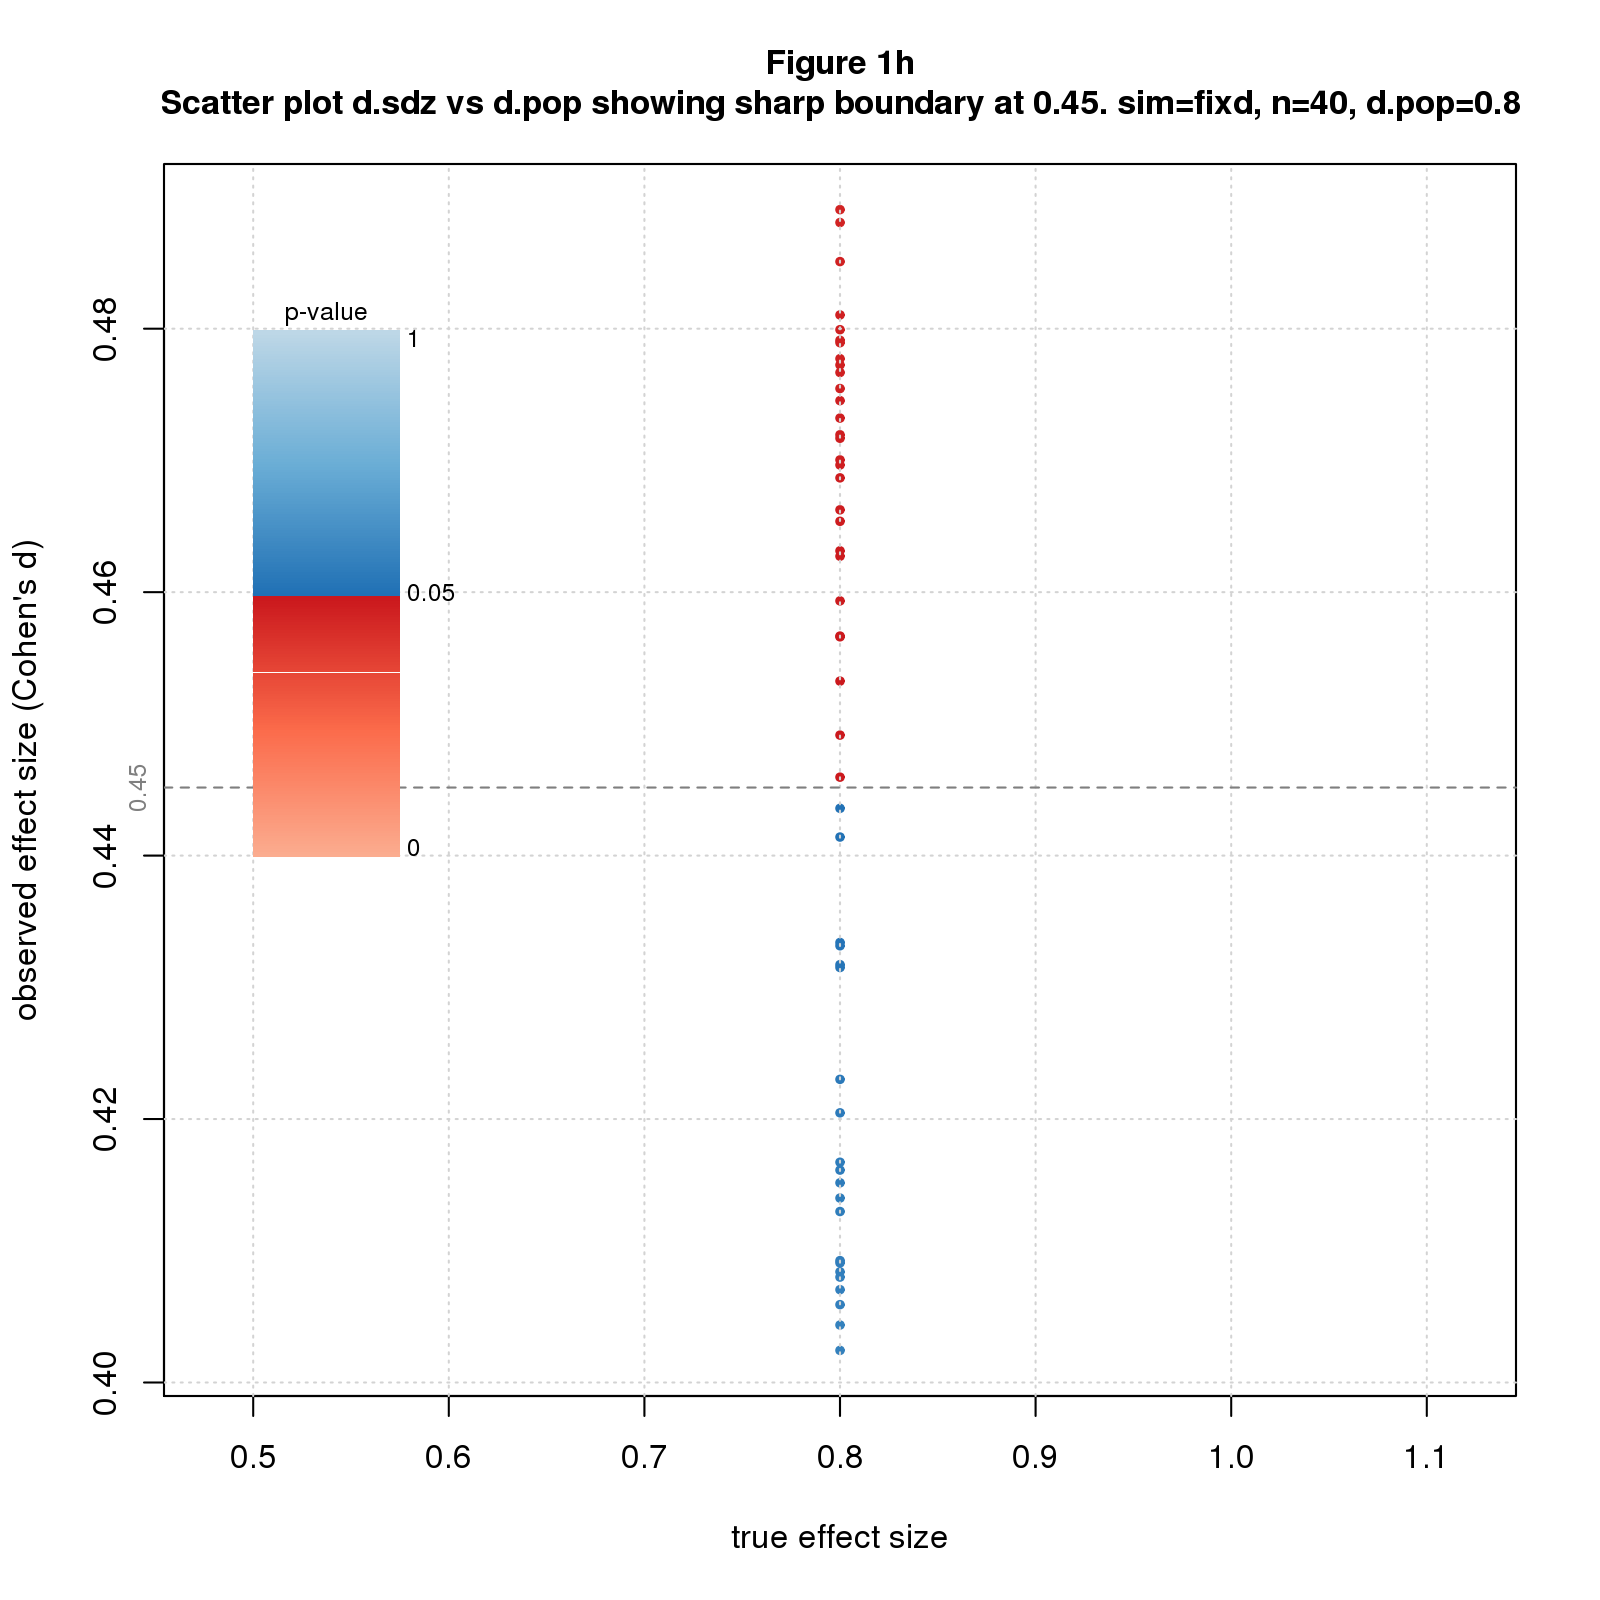 Figure 1h
Scatter plot d.sdz vs d.pop showing sharp boundary at 0.45. sim=fixd, n=40, d.pop=0.8
observed effect size (Cohen's d)
0.48
0.46
0.45
0.44
0.42
0.40
p-value
1
0.05
0
0.5 0.6 0.7 0.8 0.9 1.0 1.1
true effect size